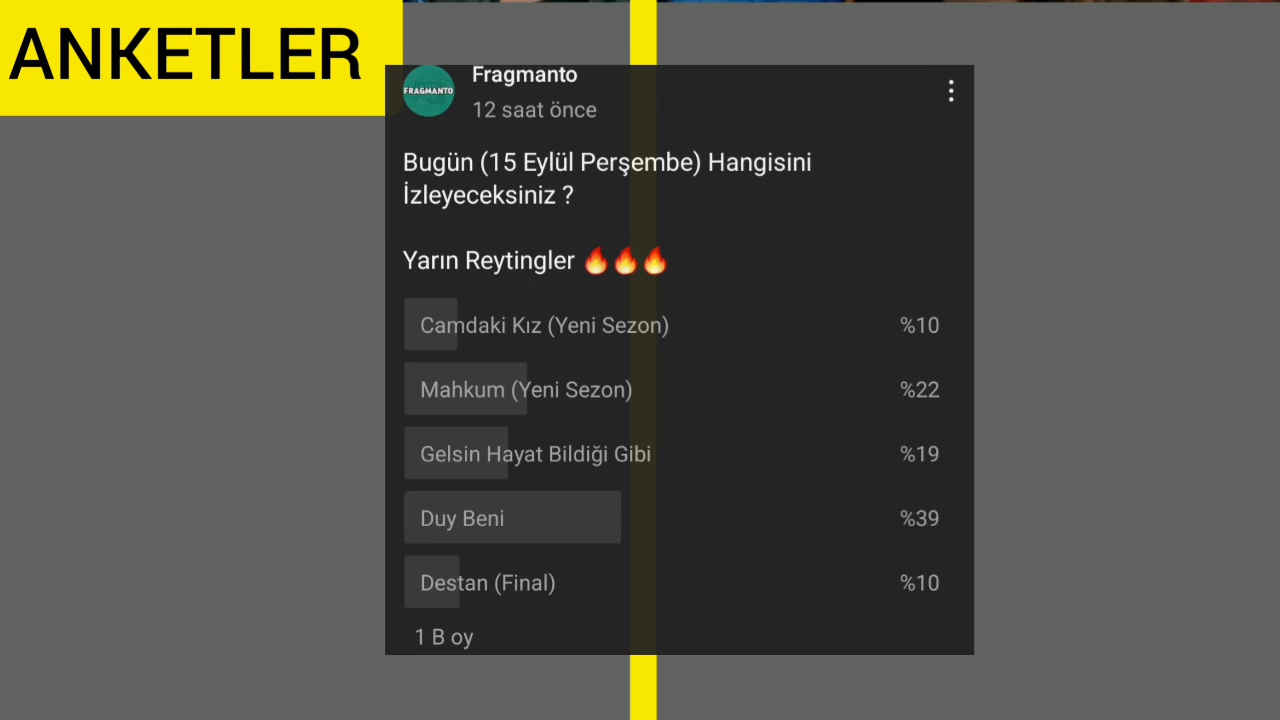 ANKETLER
FRAGMANTO
Fragmanto
12 saat önce
Bugün (15 Eylül Perşembe) Hangisini
İzleyeceksiniz ?
Yarın Reytingler 🔥🔥🔥
Camdaki Kız (Yeni Sezon) %10
Mahkum (Yeni Sezon) %22
Gelsin Hayat Bildiği Gibi %19
Duy Beni %39
Destan (Final) %10
1 B oy